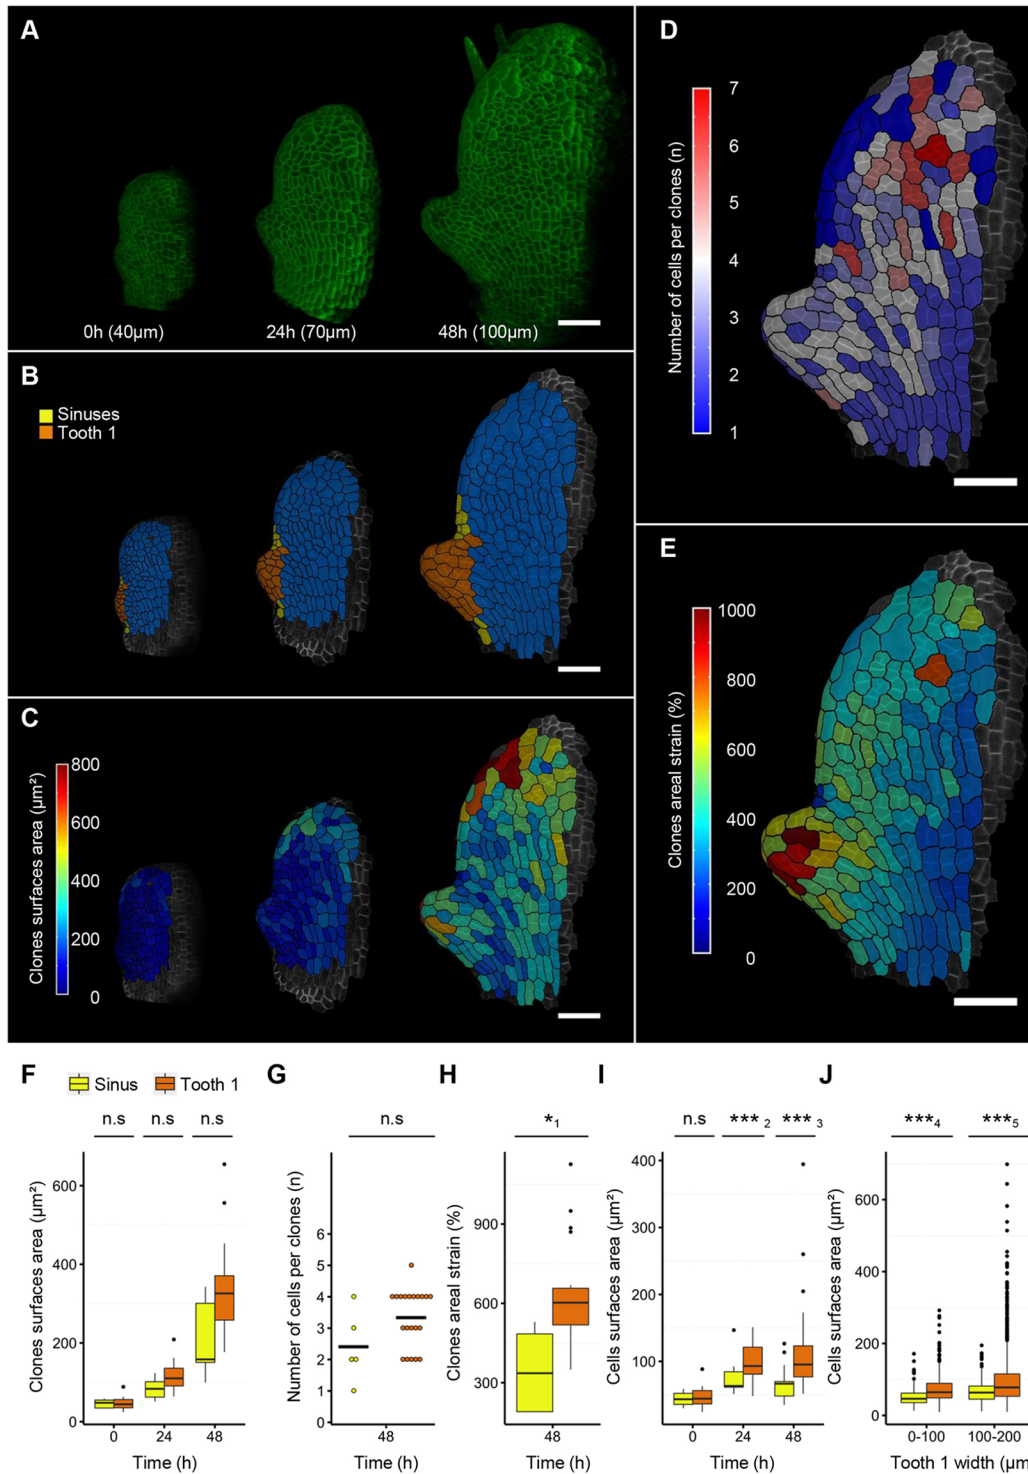 A
0h (40µm)
24h (70µm)
48h (100µm)
B
Sinuses
Tooth 1
C
Clones surfaces area (µm²)
800
600
400
200
0
D
Number of cells per clones (n)
7
6
5
4
3
2
1
E
Clones areal strain (%)
1000
800
600
400
200
0
F
Sinus
Tooth 1
n.s
n.s
n.s
Clones surfaces area (µm²)
600
400
200
0
0
24
48
Time (h)
G
n.s
Number of cells per clones (n)
6
5
4
3
2
1
0
48
Time (h)
H
*1
Clones areal strain (%)
900
600
300
48
Time (h)
I
n.s
***2
***3
Cells surfaces area (µm²)
400
300
200
100
0
24
48
Time (h)
J
***4
***5
Cells surfaces area (µm²)
600
400
200
0
0-100
100-200
Tooth 1 width (µm